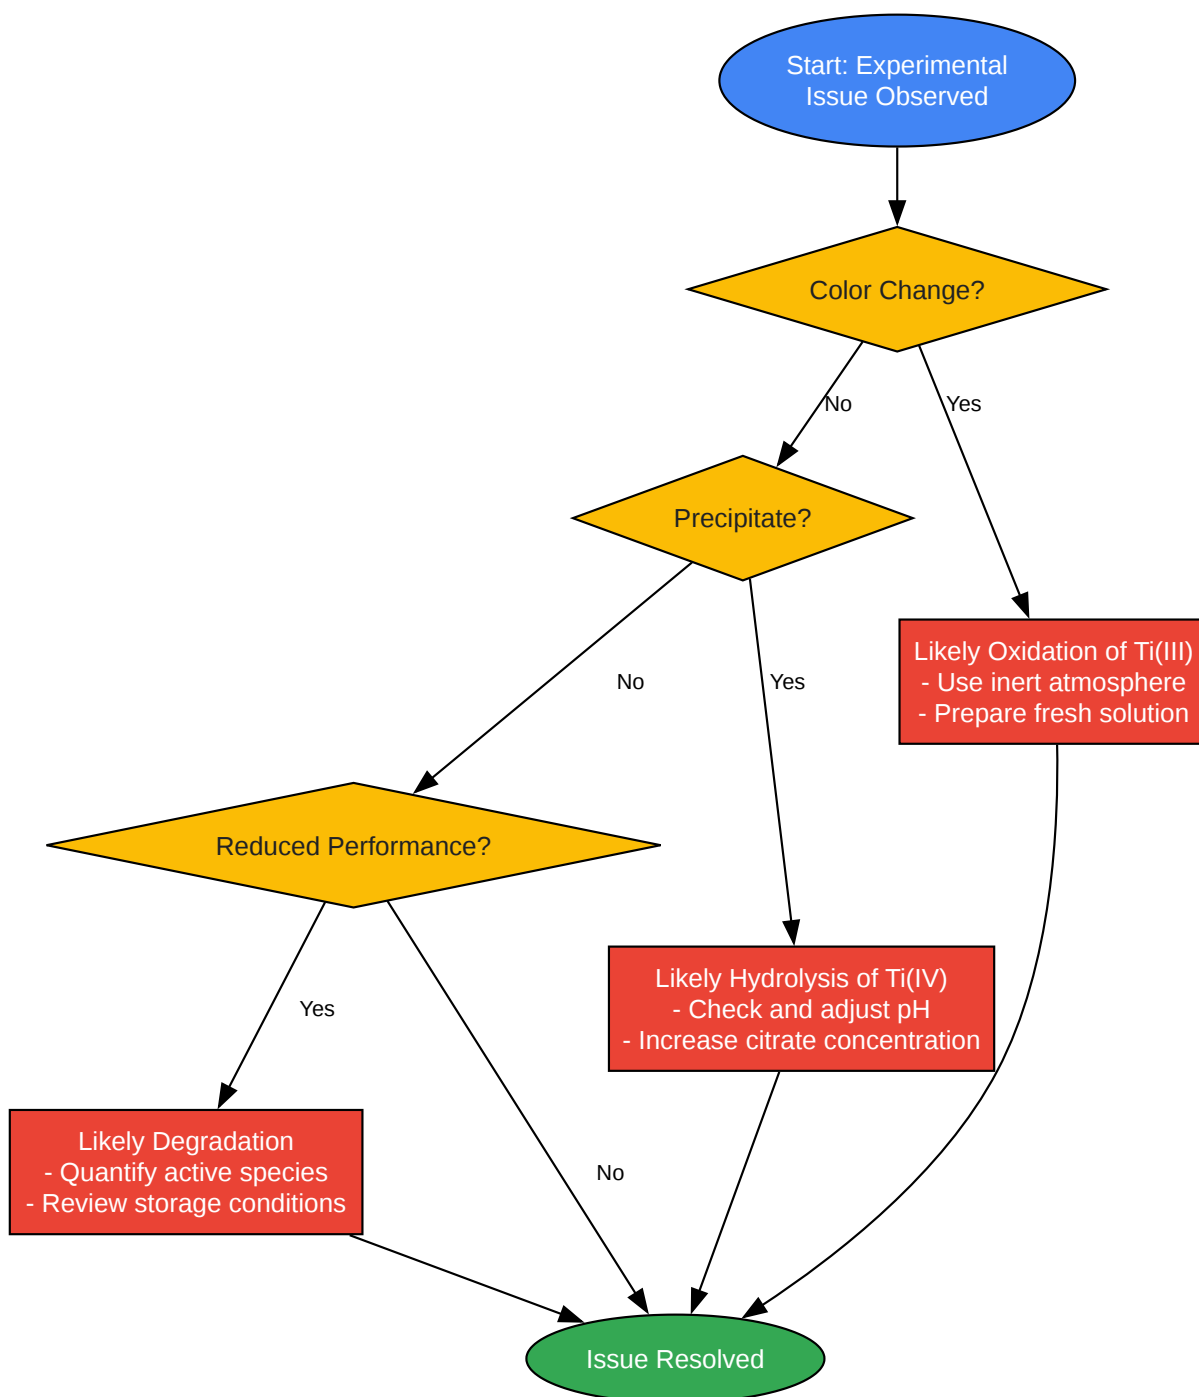 Start: Experimental
Issue Observed
Color Change?
No
Yes
Precipitate?
Likely Oxidation of Ti(III)
- Use inert atmosphere
- Prepare fresh solution
No
Yes
Reduced Performance?
Likely Hydrolysis of Ti(IV)
- Check and adjust pH
- Increase citrate concentration
Yes
No
Likely Degradation
- Quantify active species
- Review storage conditions
Issue Resolved